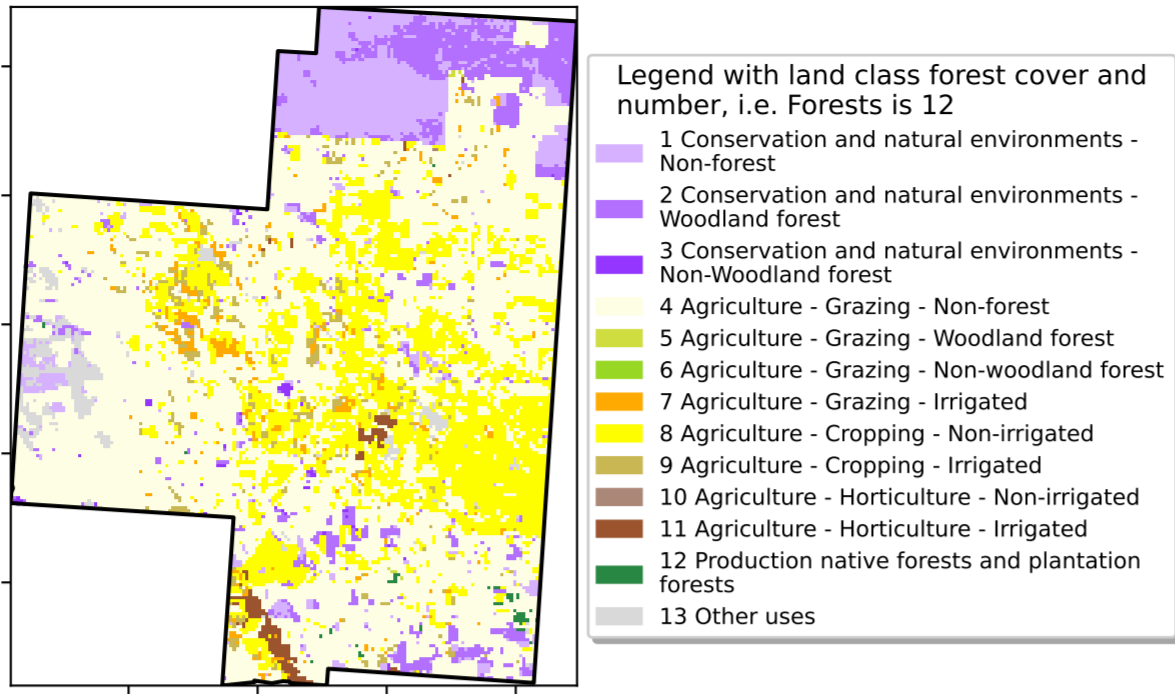 Legend with land class forest cover and
number, i.e. Forests is 12
1 Conservation and natural environments -
Non-forest
2 Conservation and natural environments -
Woodland forest
3 Conservation and natural environments -
Non-Woodland forest
4 Agriculture - Grazing - Non-forest
5 Agriculture - Grazing - Woodland forest
6 Agriculture - Grazing - Non-woodland forest
7 Agriculture - Grazing - Irrigated
8 Agriculture - Cropping - Non-irrigated
9 Agriculture - Cropping - Irrigated
10 Agriculture - Horticulture - Non-irrigated
11 Agriculture - Horticulture - Irrigated
12 Production native forests and plantation
forests
13 Other uses